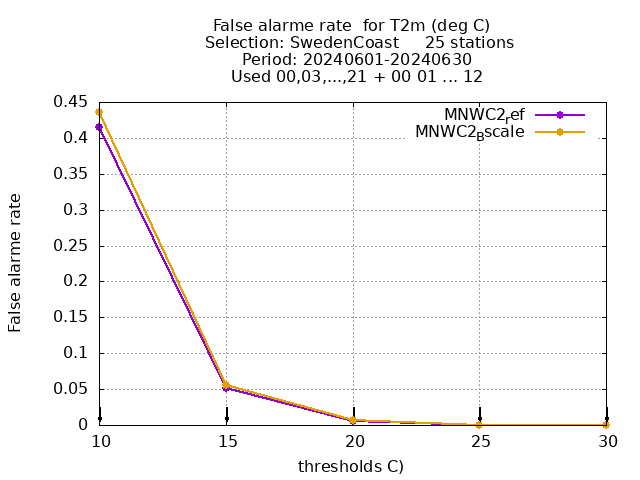 False alarme rate  for T2m (deg C)
Selection: SwedenCoast     25 stations
Period: 20240601-20240630
Used 00,03,...,21 + 00 01 ... 12
MNWC2ref
MNWC2Bscale
0.45
0.4
0.35
0.3
0.25
0.2
0.15
0.1
0.05
0
False alarme rate
10 15 20 25 30
thresholds C)